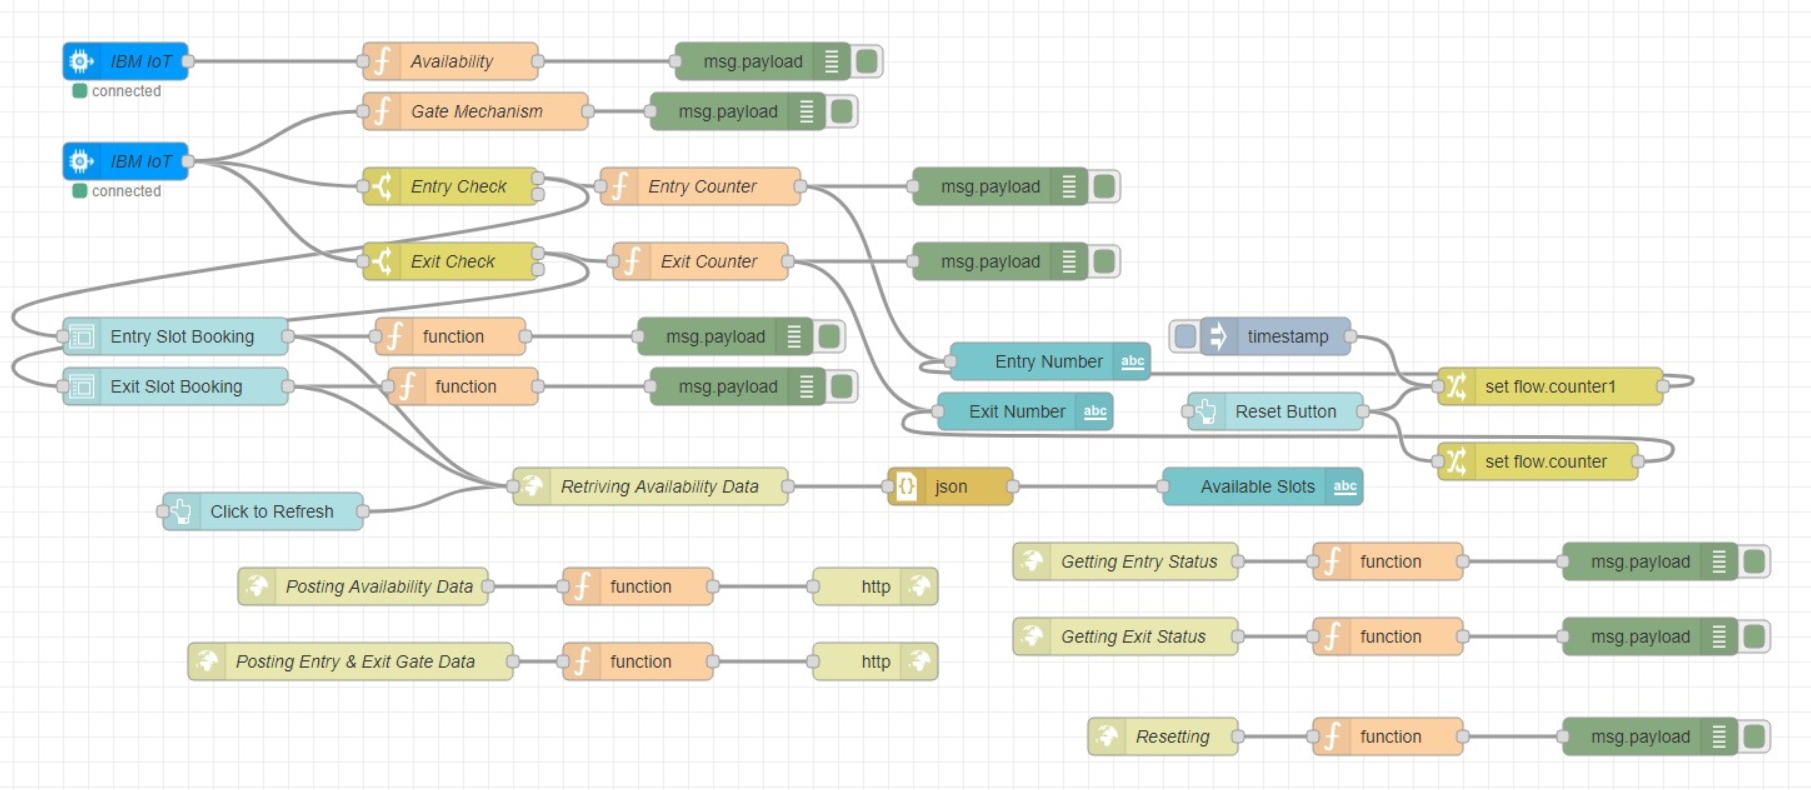 IBM IoT
Availability
msg.payload
connected
Gate Mechanism
msg.payload
IBM IoT
connected
Entry Check
Entry Counter
msg.payload
Exit Check
Exit Counter
msg.payload
Entry Slot Booking
function
msg.payload
timestamp
Entry Number abc
Exit Slot Booking
function
msg.payload
set flow.counter1
Exit Number abc
Reset Button
set flow.counter
Retriving Availability Data
json
Available Slots abc
Click to Refresh
Getting Entry Status
function
msg.payload
Posting Availability Data
function
http
Getting Exit Status
function
msg.payload
Posting Entry & Exit Gate Data
function
http
Resetting
function
msg.payload